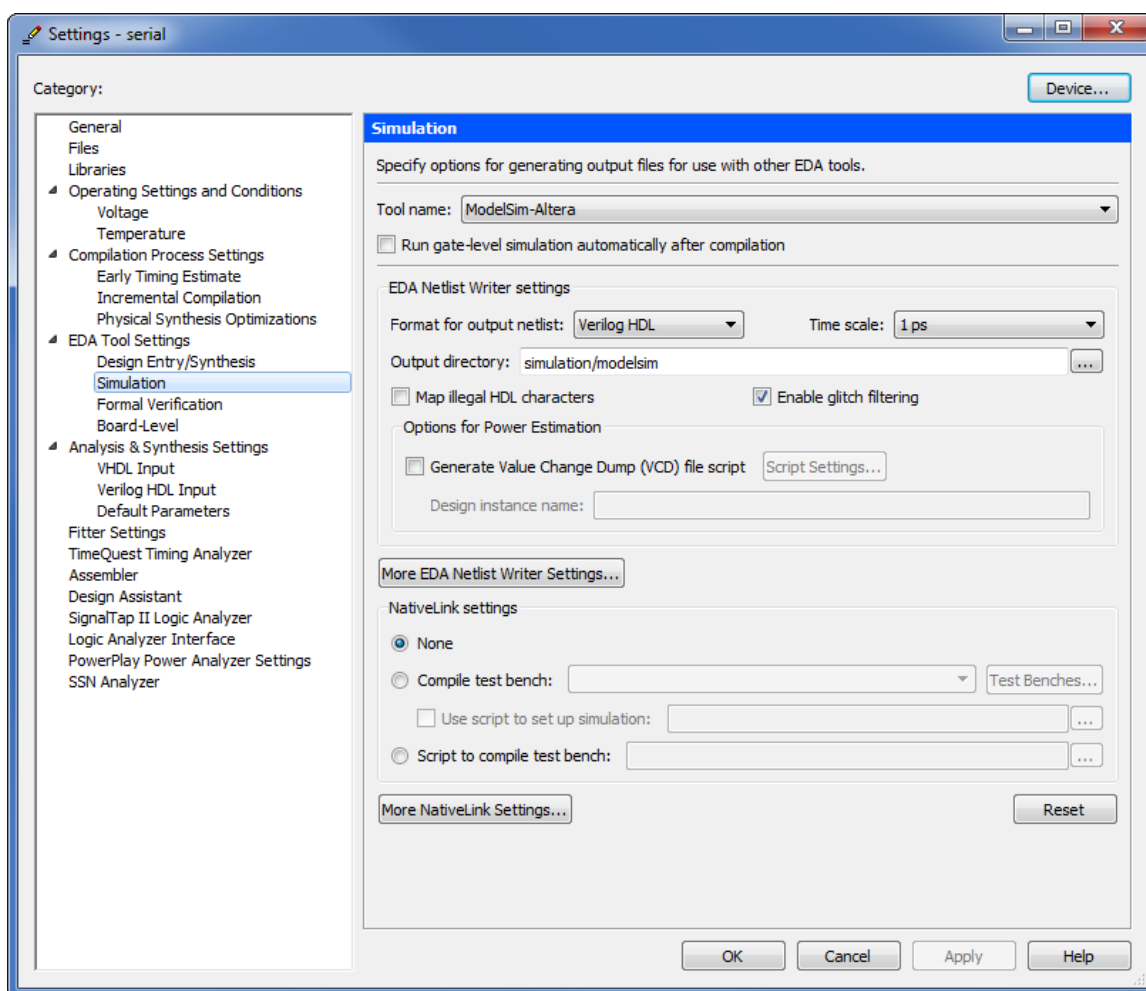 Settings - serial
Category:
Device...
General
Files
Libraries
Operating Settings and Conditions
Voltage
Temperature
Compilation Process Settings
Early Timing Estimate
Incremental Compilation
Physical Synthesis Optimizations
EDA Tool Settings
Design Entry/Synthesis
Simulation
Formal Verification
Board-Level
Analysis & Synthesis Settings
VHDL Input
Verilog HDL Input
Default Parameters
Fitter Settings
TimeQuest Timing Analyzer
Assembler
Design Assistant
SignalTap II Logic Analyzer
Logic Analyzer Interface
PowerPlay Power Analyzer Settings
SSN Analyzer
Simulation
Specify options for generating output files for use with other EDA tools.
Tool name: ModelSim-Altera
Run gate-level simulation automatically after compilation
EDA Netlist Writer settings
Format for output netlist: Verilog HDL Time scale: 1 ps
Output directory: simulation/modelsim ...
Map illegal HDL characters Enable glitch filtering
Options for Power Estimation
Generate Value Change Dump (VCD) file script Script Settings...
Design instance name:
More EDA Netlist Writer Settings...
NativeLink settings
None
Compile test bench: Test Benches...
Use script to set up simulation: ...
Script to compile test bench: ...
More NativeLink Settings... Reset
OK Cancel Apply Help